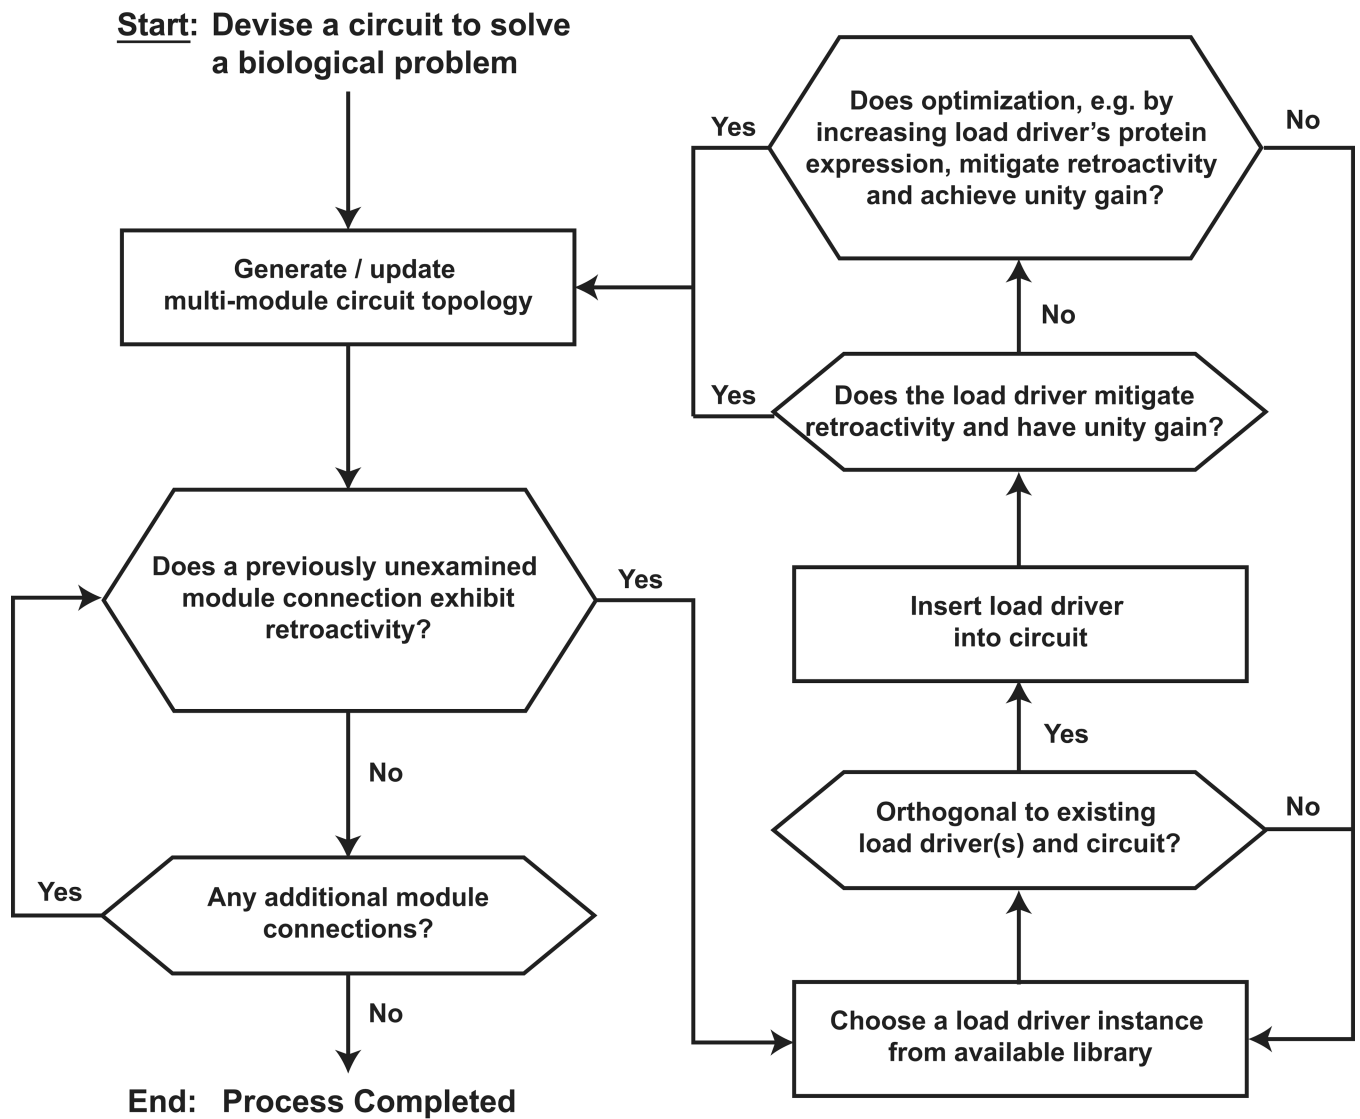 Start: Devise a circuit to solve
a biological problem
Generate / update
multi-module circuit topology
Does a previously unexamined
module connection exhibit
retroactivity?
Yes
No
Any additional module
connections?
Yes
No
End: Process Completed
Does optimization, e.g. by
increasing load driver's protein
expression, mitigate retroactivity
and achieve unity gain?
Yes
No
No
Does the load driver mitigate
retroactivity and have unity gain?
Yes
Insert load driver
into circuit
Yes
Orthogonal to existing
load driver(s) and circuit?
No
Choose a load driver instance
from available library